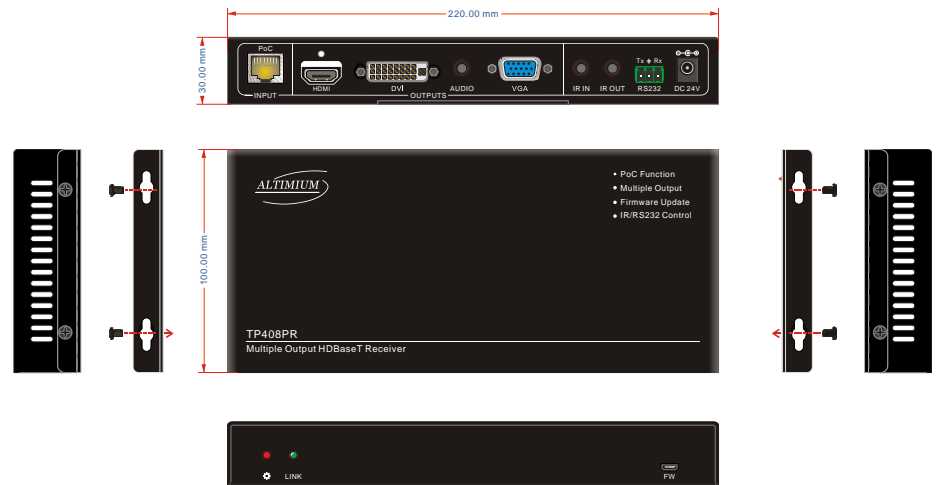 220.00 mm
30.00 mm
PoC
INPUT
HDMI
DVI
OUTPUTS
AUDIO
VGA
IR IN
IR OUT
Tx Rx
RS232
DC 24V
100.00 mm
ALTIMIUM
• PoC Function
• Multiple Output
• Firmware Update
• IR/RS232 Control
TP408PR
Multiple Output HDBaseT Receiver
LINK
FW